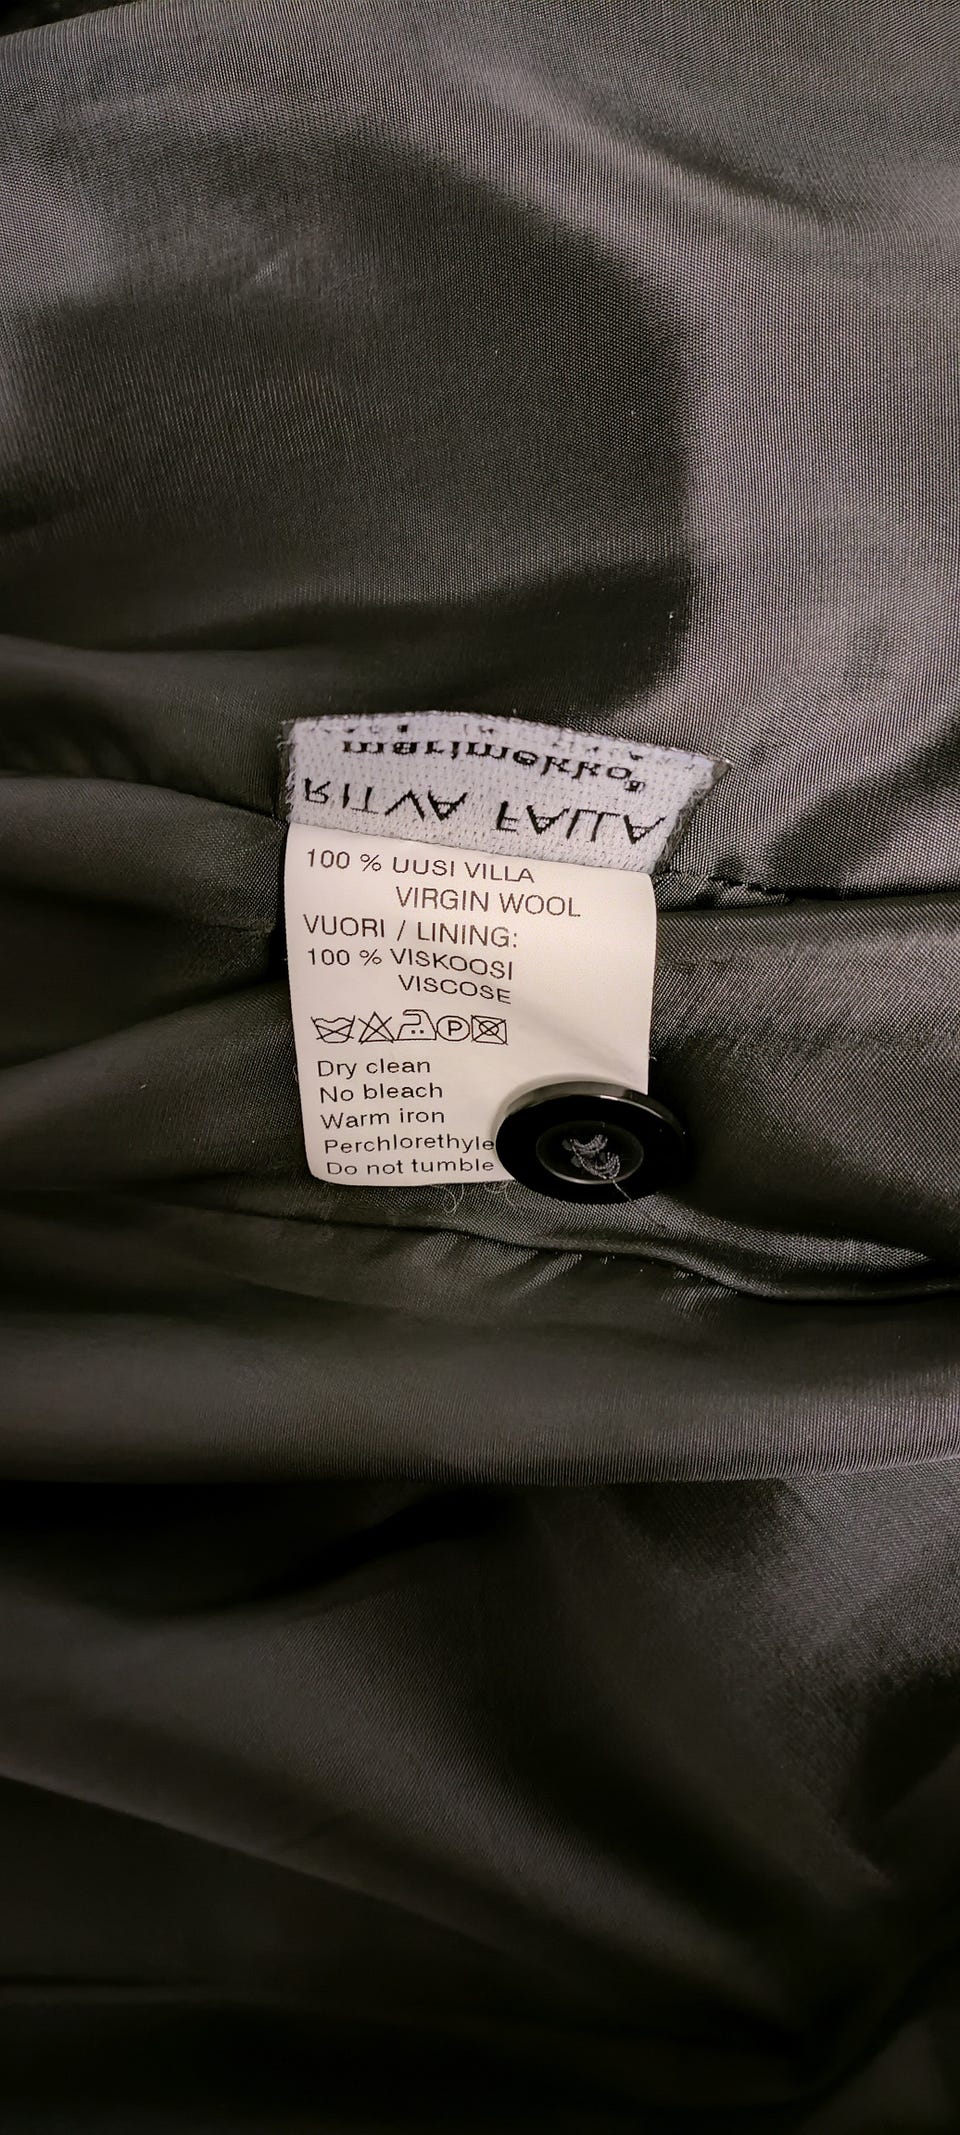 marimekko®
RITVA FALLA
100 % UUSI VILLA
VIRGIN WOOL
VUORI / LINING:
100 % VISKOOSI
VISCOSE
P
Dry clean
No bleach
Warm iron
Perchlorethyle
Do not tumble